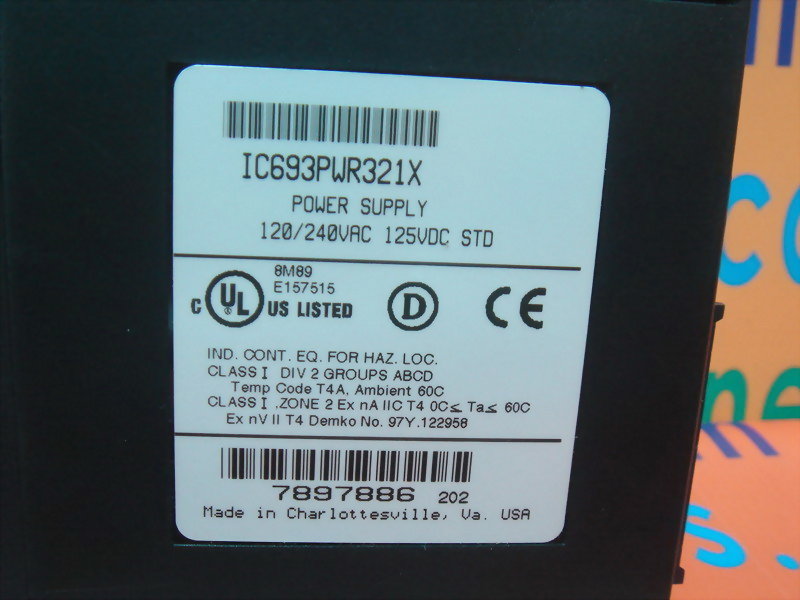 IC693PWR321X
POWER SUPPLY
120/240VAC 125VDC STD
8M89
E157515
C UL US LISTED
D
CE
IND. CONT. EQ. FOR HAZ. LOC.
CLASS I DIV 2 GROUPS ABCD
Temp Code T4A, Ambient 60C
CLASS I ,ZONE 2 Ex nA IIC T4 0C≤ Ta≤ 60C
Ex nV II T4 Demko No. 97Y.122958
7897886 202
Made in Charlottesville, Va. USA